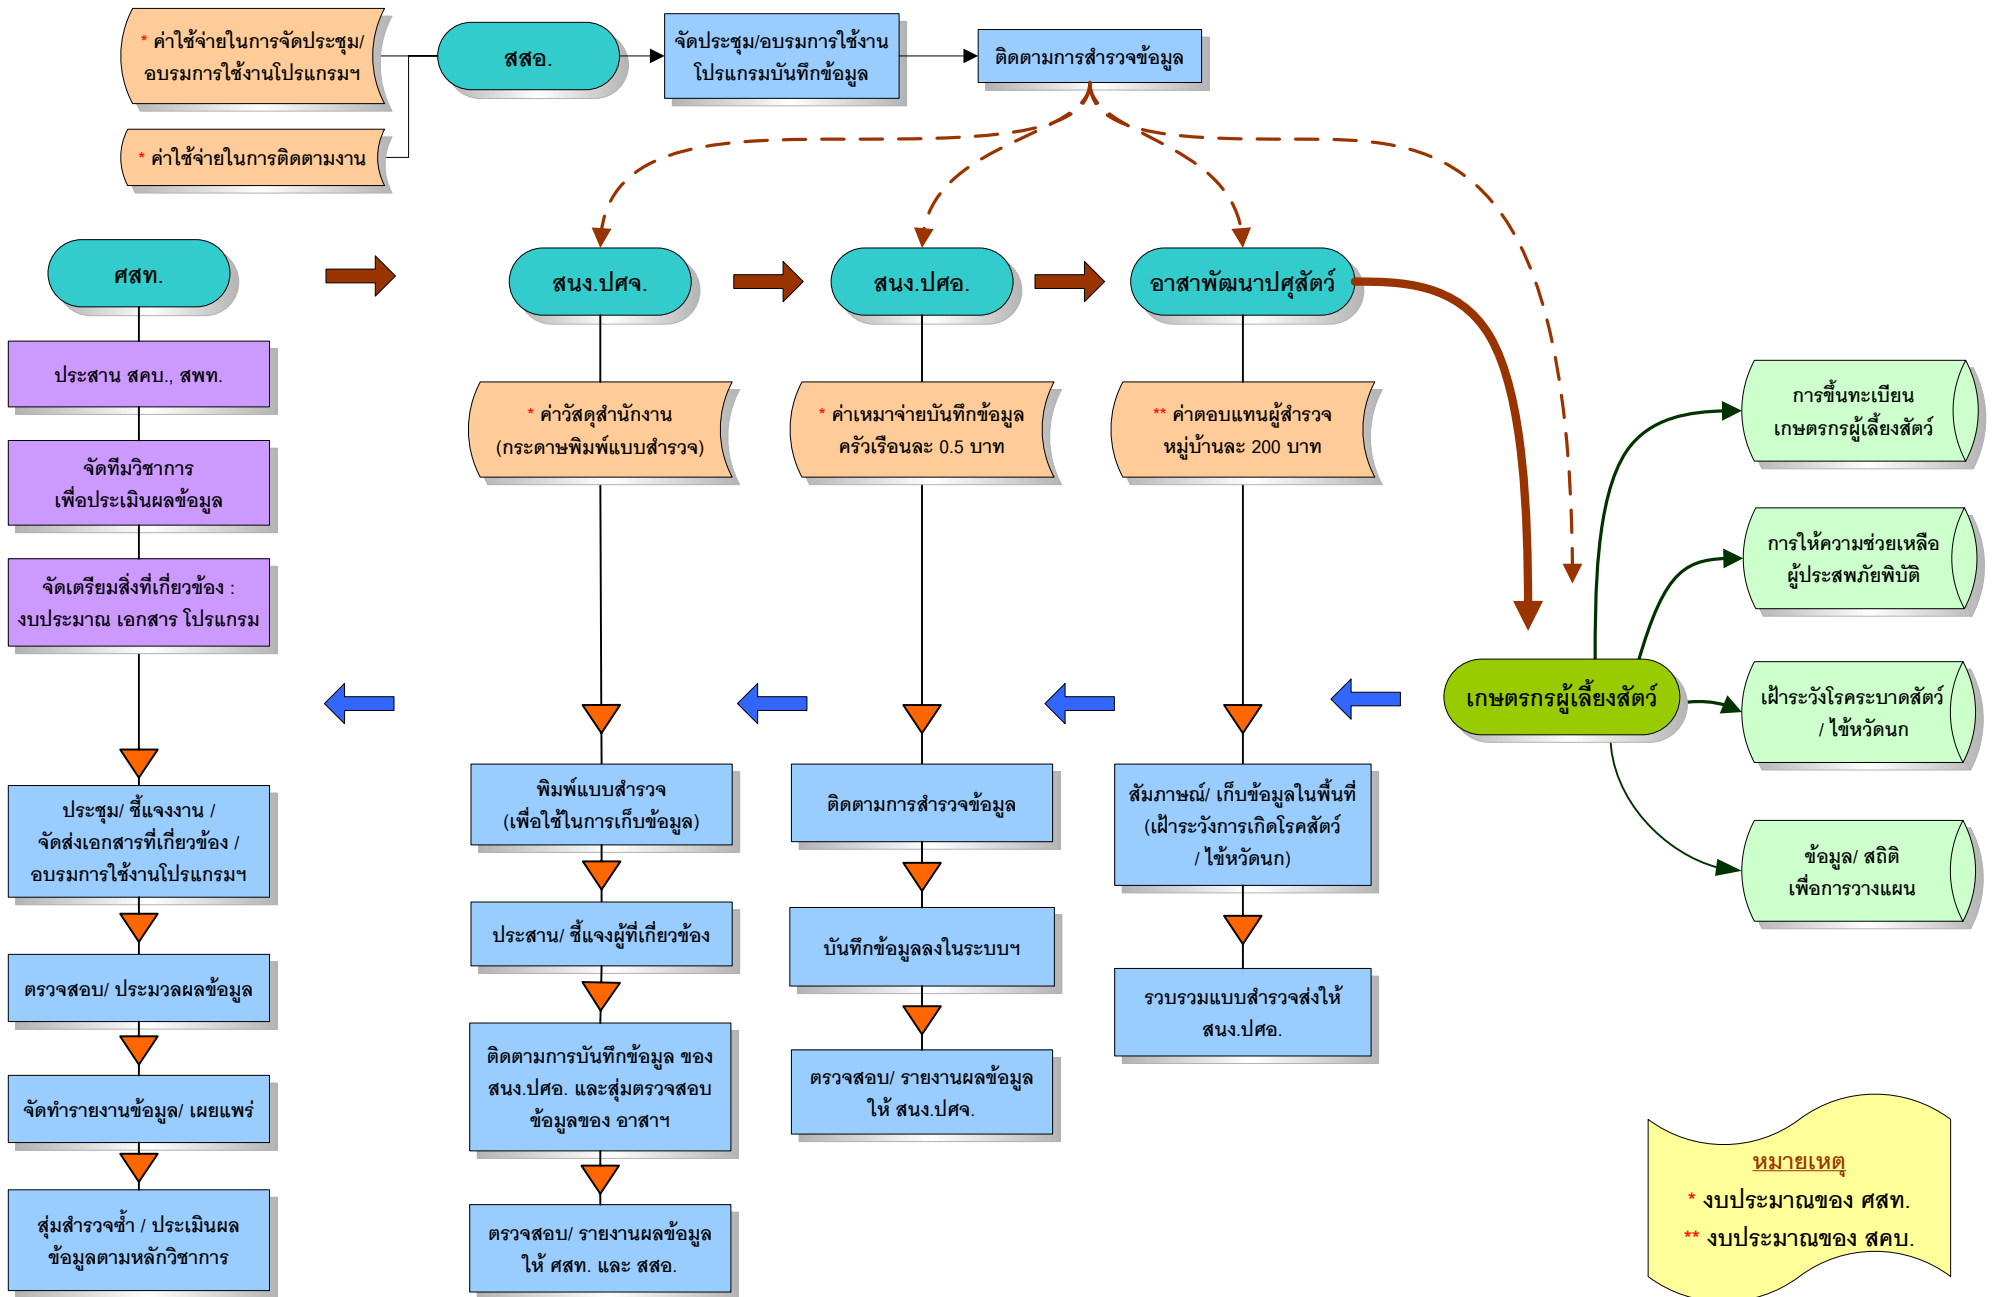 * ค่าใช้จ่ายในการจัดประชุม/
อบรมการใช้งานโปรแกรมฯ
สสอ.
จัดประชุม/อบรมการใช้งาน
โปรแกรมบันทึกข้อมูล
ติดตามการสำรวจข้อมูล
* ค่าใช้จ่ายในการติดตามงาน
ศสท.
สนง.ปศจ.
สนง.ปศอ.
อาสาพัฒนาปศุสัตว์
ประสาน สคบ., สพท.
จัดทีมวิชาการ
เพื่อประเมินผลข้อมูล
จัดเตรียมสิ่งที่เกี่ยวข้อง :
งบประมาณ เอกสาร โปรแกรม
* ค่าวัสดุสำนักงาน
(กระดาษพิมพ์แบบสำรวจ)
* ค่าเหมาจ่ายบันทึกข้อมูล
ครัวเรือนละ 0.5 บาท
** ค่าตอบแทนผู้สำรวจ
หมู่บ้านละ 200 บาท
การขึ้นทะเบียน
เกษตรกรผู้เลี้ยงสัตว์
การให้ความช่วยเหลือ
ผู้ประสพภัยพิบัติ
เกษตรกรผู้เลี้ยงสัตว์
เฝ้าระวังโรคระบาดสัตว์
/ ไข้หวัดนก
ข้อมูล/ สถิติ
เพื่อการวางแผน
ประชุม/ ชี้แจงงาน /
จัดส่งเอกสารที่เกี่ยวข้อง /
อบรมการใช้งานโปรแกรมฯ
ตรวจสอบ/ ประมวลผลข้อมูล
จัดทำรายงานข้อมูล/ เผยแพร่
สุ่มสำรวจซ้ำ / ประเมินผล
ข้อมูลตามหลักวิชาการ
พิมพ์แบบสำรวจ
(เพื่อใช้ในการเก็บข้อมูล)
ประสาน/ ชี้แจงผู้ที่เกี่ยวข้อง
ติดตามการบันทึกข้อมูล ของ
สนง.ปศอ. และสุ่มตรวจสอบ
ข้อมูลของ อาสาฯ
ตรวจสอบ/ รายงานผลข้อมูล
ให้ ศสท. และ สสอ.
ติดตามการสำรวจข้อมูล
บันทึกข้อมูลลงในระบบฯ
ตรวจสอบ/ รายงานผลข้อมูล
ให้ สนง.ปศจ.
สัมภาษณ์/ เก็บข้อมูลในพื้นที่
(เฝ้าระวังการเกิดโรคสัตว์
/ ไข้หวัดนก)
รวบรวมแบบสำรวจส่งให้
สนง.ปศอ.
หมายเหตุ
* งบประมาณของ ศสท.
** งบประมาณของ สคบ.